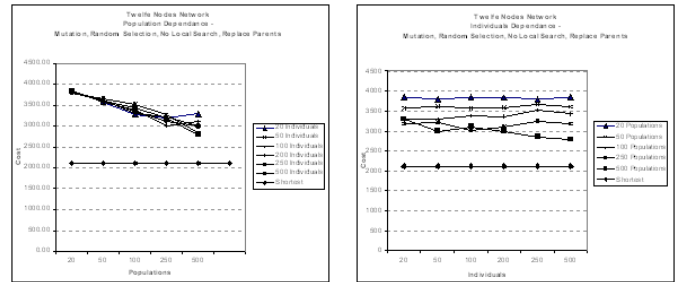 Twelfe Nodes Network
Population Dependance -
Mutation, Random Selection, No Local Search, Replace Parents
4500.00
4000.00
3500.00
3000.00
2500.00
2000.00
1500.00
1000.00
500.00
0.00
Cost
20 50 100 200 250 500
Populations
20 Individuals
50 Individuals
100 Individuals
200 Individuals
250 Individuals
500 Individuals
Shortest
Twelfe Nodes Network
Individuals Dependance -
Mutation, Random Selection, No Local Search, Replace Parents
4500
4000
3500
3000
2500
2000
1500
1000
500
0
Cost
20 50 100 200 250 500
Individuals
20 Populations
50 Populations
100 Populations
250 Populations
500 Populations
Shortest